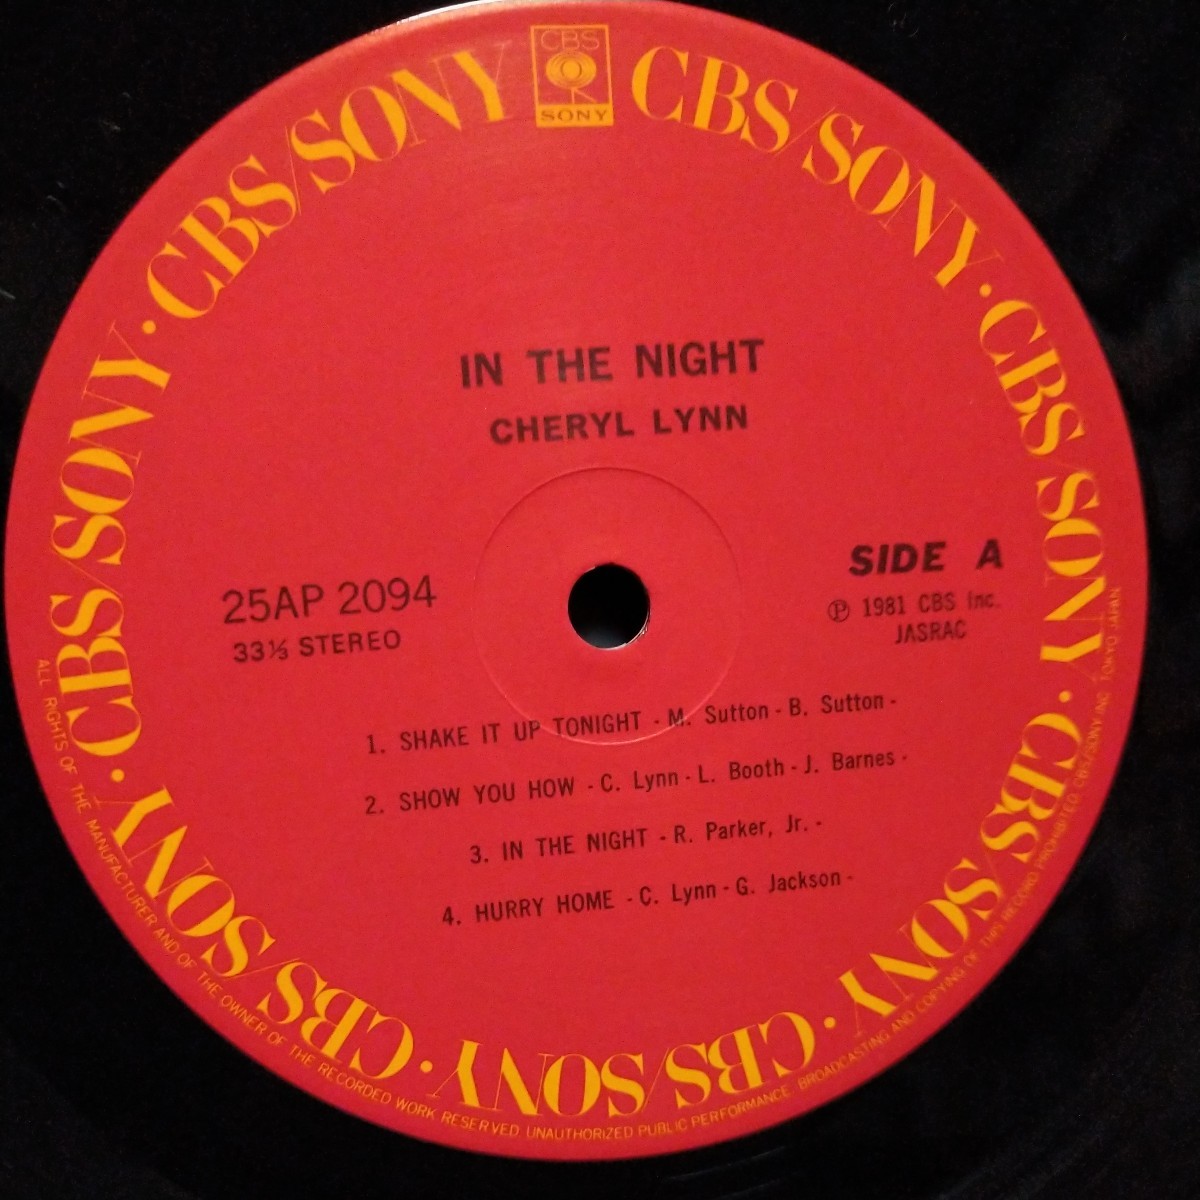 CBS
SONY
CBS/SONY · CBS/SONY · CBS/SONY · CBS/SONY · CBS/SONY · CBS/SONY · CBS/SONY
IN THE NIGHT
CHERYL LYNN
25AP 2094
33⅓ STEREO
SIDE A
Ⓟ 1981 CBS Inc.
JASRAC
1. SHAKE IT UP TONIGHT - M. Sutton - B. Sutton -
2. SHOW YOU HOW - C. Lynn - L. Booth - J. Barnes -
3. IN THE NIGHT - R. Parker, Jr. -
4. HURRY HOME - C. Lynn - G. Jackson -
ALL RIGHTS OF THE MANUFACTURER AND OF THE OWNER OF THE RECORDED WORK RESERVED. UNAUTHORIZED PUBLIC PERFORMANCE. BROADCASTING AND COPYING OF THIS RECORD PROHIBITED CBS/SONY INC TOKYO JAPAN